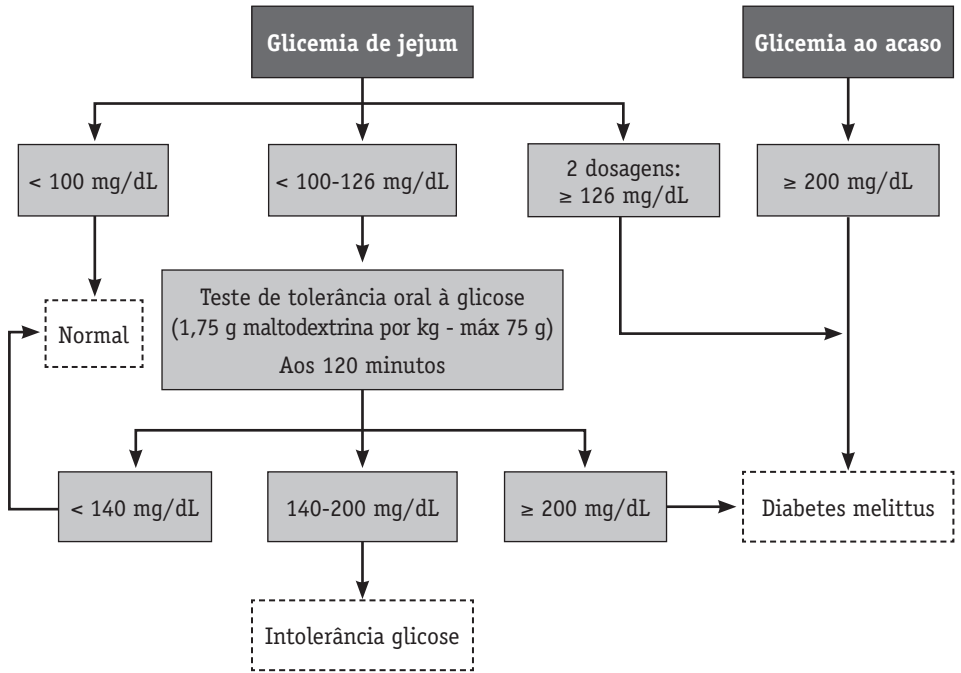 Glicemia de jejum
Glicemia ao acaso
< 100 mg/dL
< 100-126 mg/dL
2 dosagens:
≥ 126 mg/dL
≥ 200 mg/dL
Teste de tolerância oral à glicose
(1,75 g maltodextrina por kg - máx 75 g)
Aos 120 minutos
Normal
< 140 mg/dL
140-200 mg/dL
≥ 200 mg/dL
Diabetes melittus
Intolerância glicose